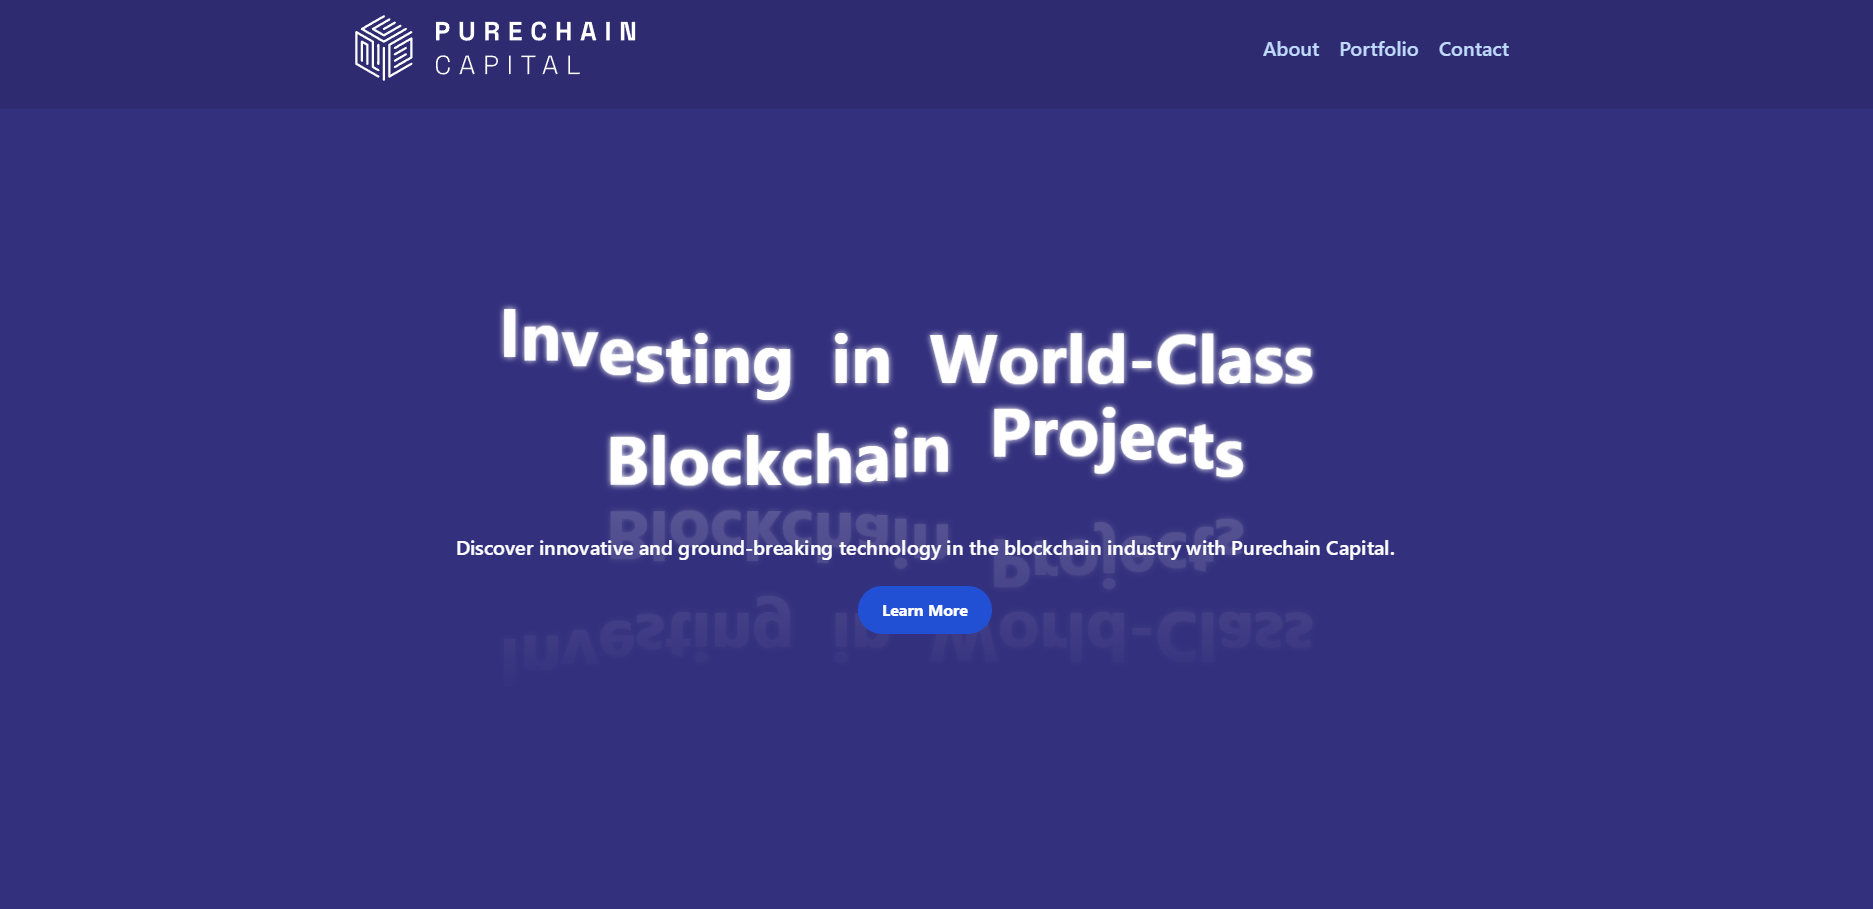 PURECHAIN
CAPITAL
About Portfolio Contact
Investing in World-Class
Blockchain Projects
Discover innovative and ground-breaking technology in the blockchain industry with Purechain Capital.
Learn More